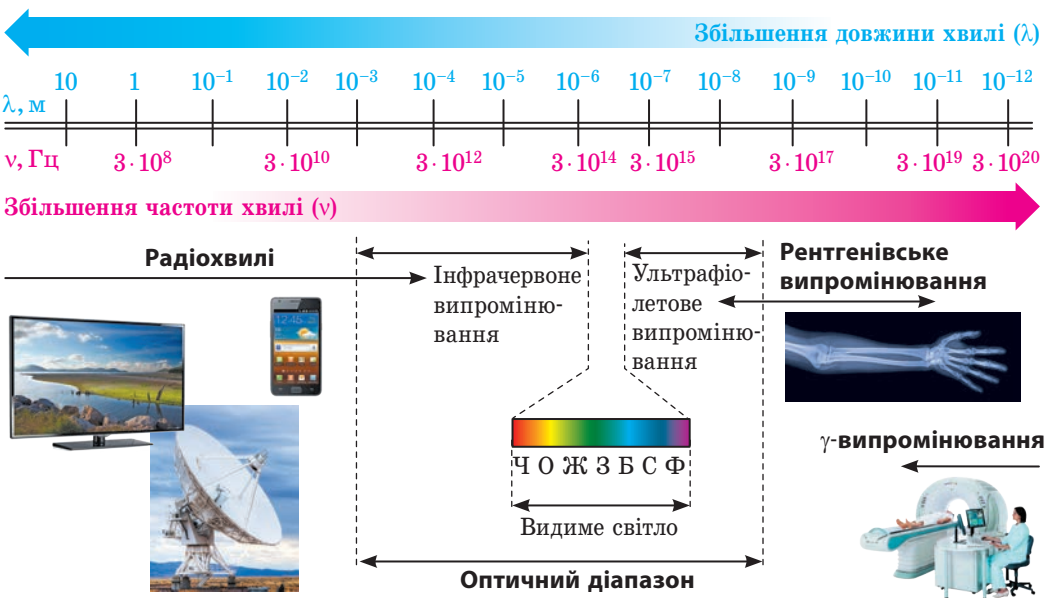 Збільшення довжини хвилі (λ)
10 1 10⁻¹ 10⁻² 10⁻³ 10⁻⁴ 10⁻⁵ 10⁻⁶ 10⁻⁷ 10⁻⁸ 10⁻⁹ 10⁻¹⁰ 10⁻¹¹ 10⁻¹²
λ, м
ν, Гц 3·10⁸ 3·10¹⁰ 3·10¹² 3·10¹⁴ 3·10¹⁵ 3·10¹⁷ 3·10¹⁹ 3·10²⁰
Збільшення частоти хвилі (ν)
Радіохвилі
Інфрачервоне
випроміню-
вання
Ультрафіо-
летове
випроміню-
вання
Рентгенівське
випромінювання
12:46
Ч О Ж З Б С Ф
Видиме світло
γ-випромінювання
Оптичний діапазон